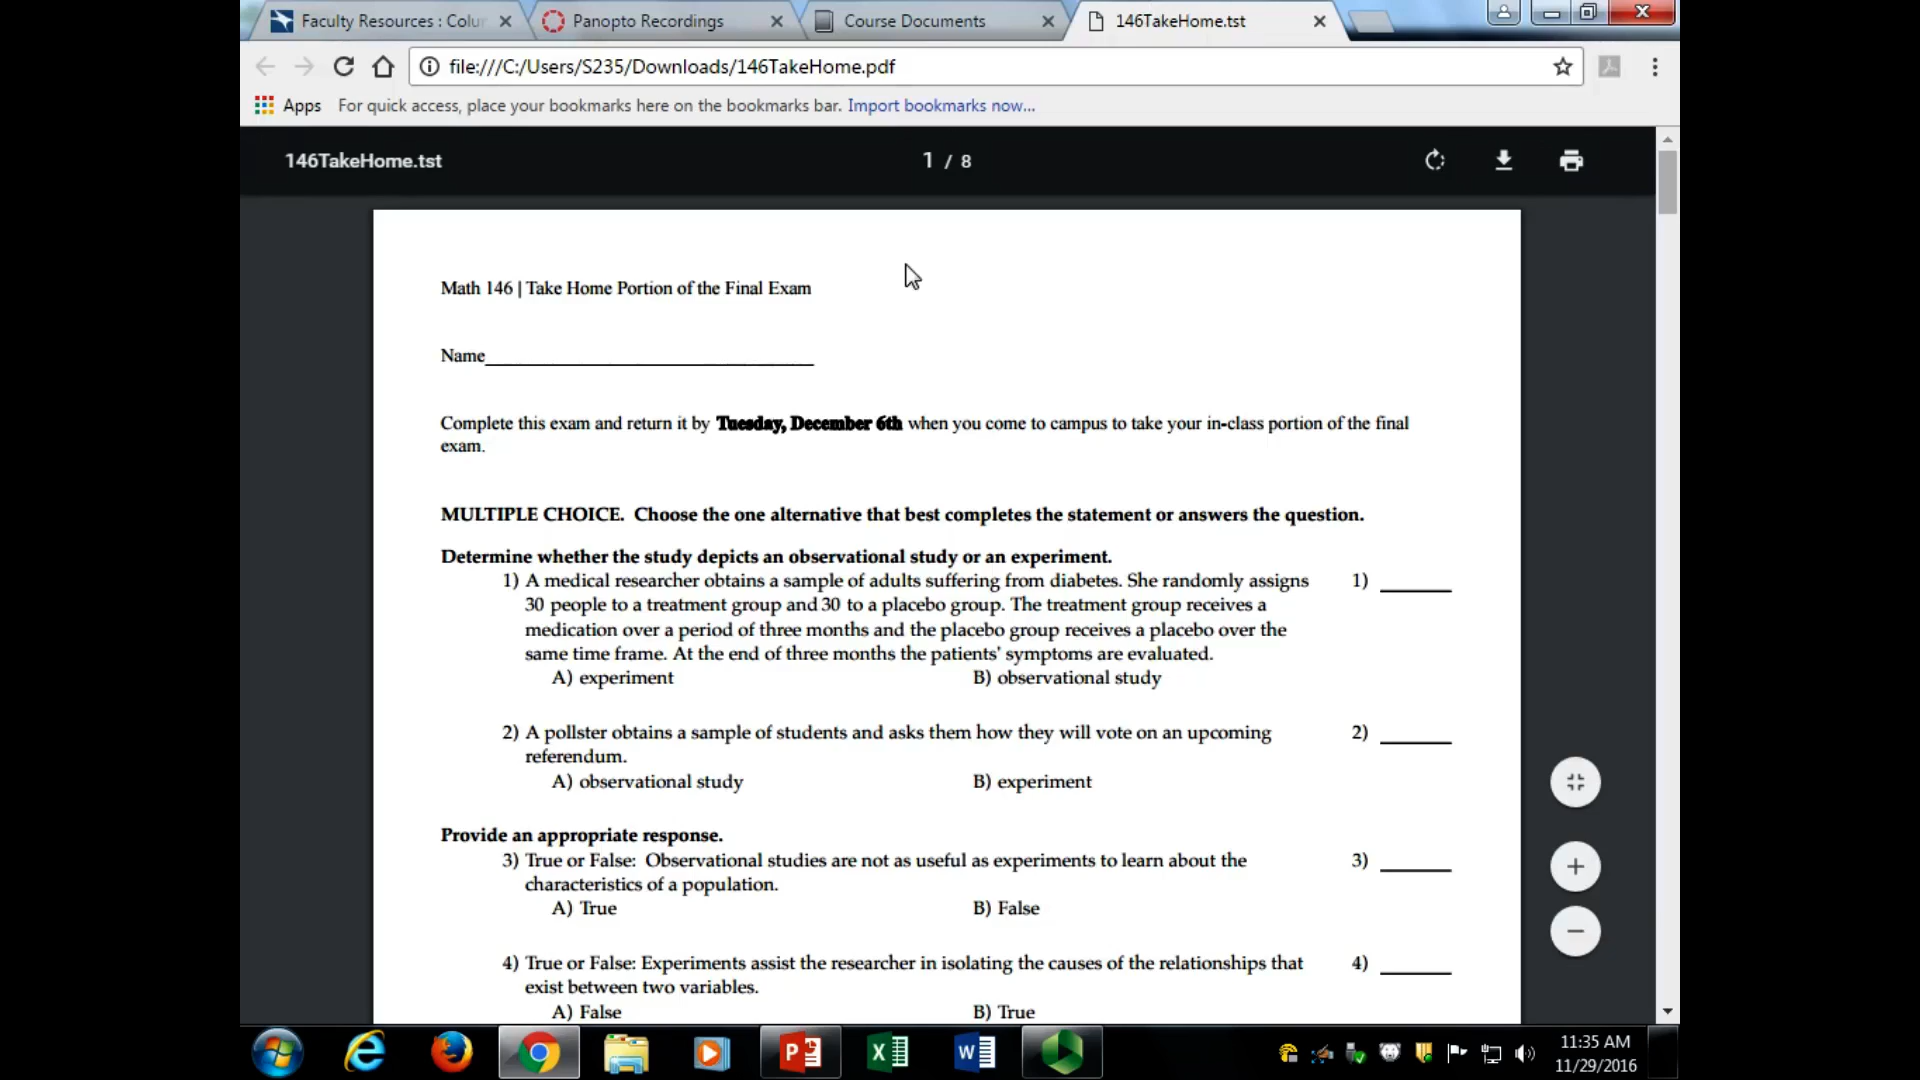 Faculty Resources : Colu
Panopto Recordings
Course Documents
146TakeHome.tst
file:///C:/Users/S235/Downloads/146TakeHome.pdf
Apps
For quick access, place your bookmarks here on the bookmarks bar. Import bookmarks now...
146TakeHome.tst
1 / 8
Math 146 | Take Home Portion of the Final Exam
Name
Complete this exam and return it by Tuesday, December 6th when you come to campus to take your in-class portion of the final
exam.
MULTIPLE CHOICE. Choose the one alternative that best completes the statement or answers the question.
Determine whether the study depicts an observational study or an experiment.
1) A medical researcher obtains a sample of adults suffering from diabetes. She randomly assigns 1)
30 people to a treatment group and 30 to a placebo group. The treatment group receives a
medication over a period of three months and the placebo group receives a placebo over the
same time frame. At the end of three months the patients' symptoms are evaluated.
A) experiment B) observational study
2) A pollster obtains a sample of students and asks them how they will vote on an upcoming 2)
referendum.
A) observational study B) experiment
Provide an appropriate response.
3) True or False: Observational studies are not as useful as experiments to learn about the 3)
characteristics of a population.
A) True B) False
4) True or False: Experiments assist the researcher in isolating the causes of the relationships that 4)
exist between two variables.
A) False B) True
11:35 AM
11/29/2016